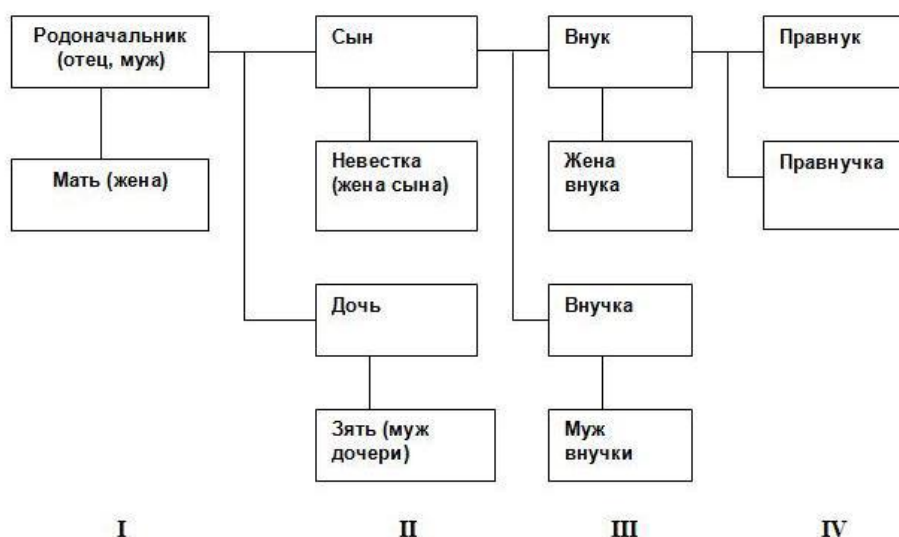 Родоначальник
(отец, муж)
Сын
Внук
Правнук
Мать (жена)
Невестка
(жена сына)
Жена
внука
Правнучка
Дочь
Внучка
Зять (муж
дочери)
Муж
внучки
I
II
III
IV